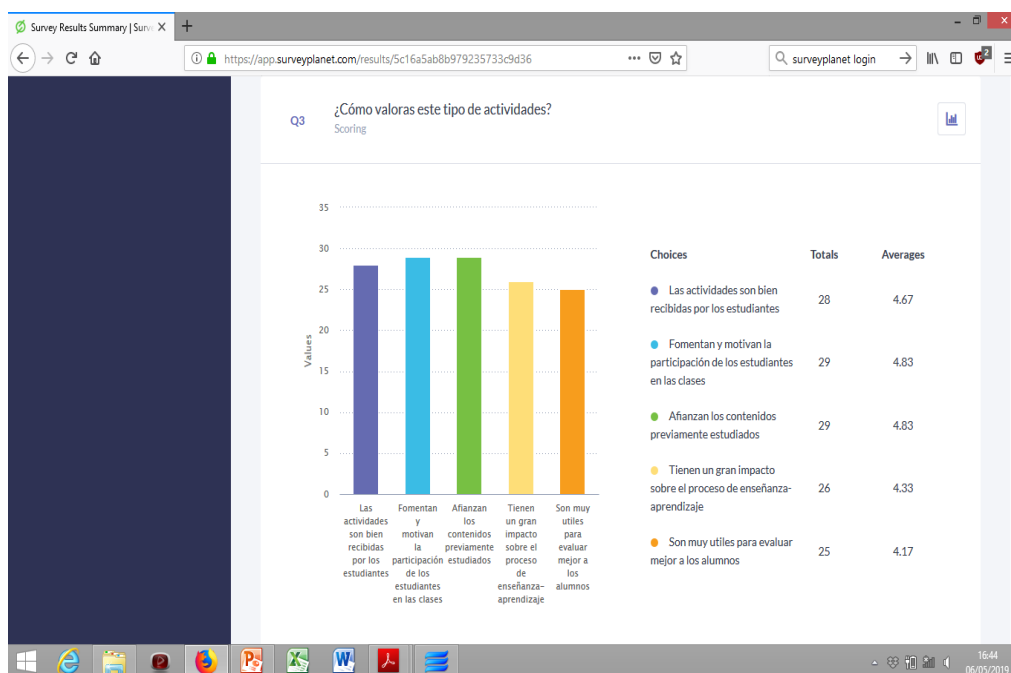 Survey Results Summary | Surv
https://app.surveyplanet.com/results/5c16a5ab8b979235733c9d36
surveyplanet login
2
Q3
¿Cómo valoras este tipo de actividades?
Scoring
35
30
25
20
15
10
5
0
Values
Las
actividades
son bien
recibidas
por los
estudiantes
Fomentan
y
motivan
la
participación
de los
estudiantes
en las clases
Afianzan
los
contenidos
previamente
estudiados
Tienen
un gran
impacto
sobre el
proceso
de
enseñanza-
aprendizaje
Son muy
utiles
para
evaluar
mejor a
los
alumnos
Choices Totals Averages
Las actividades son bien
recibidas por los estudiantes
28 4.67
Fomentan y motivan la
participación de los estudiantes
en las clases
29 4.83
Afianzan los contenidos
previamente estudiados
29 4.83
Tienen un gran impacto
sobre el proceso de enseñanza-
aprendizaje
26 4.33
Son muy utiles para evaluar
mejor a los alumnos
25 4.17
16:44
06/05/2019